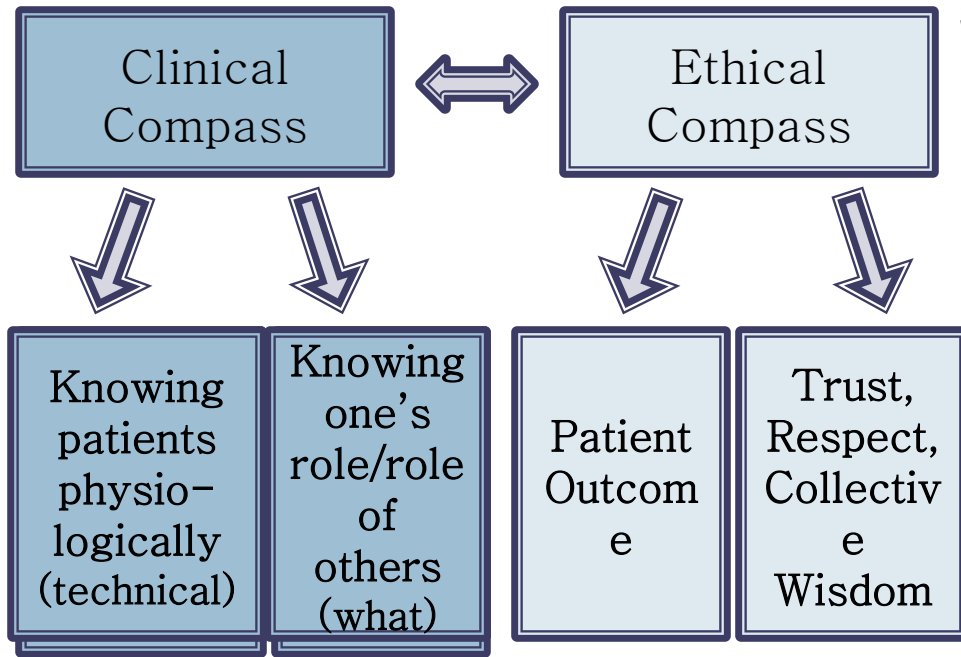 Clinical
Compass
Ethical
Compass
Knowing
patients
physio-
logically
(technical)
Knowing
one's
role/role
of
others
(what)
Patient
Outcom
e
Trust,
Respect,
Collectiv
e
Wisdom